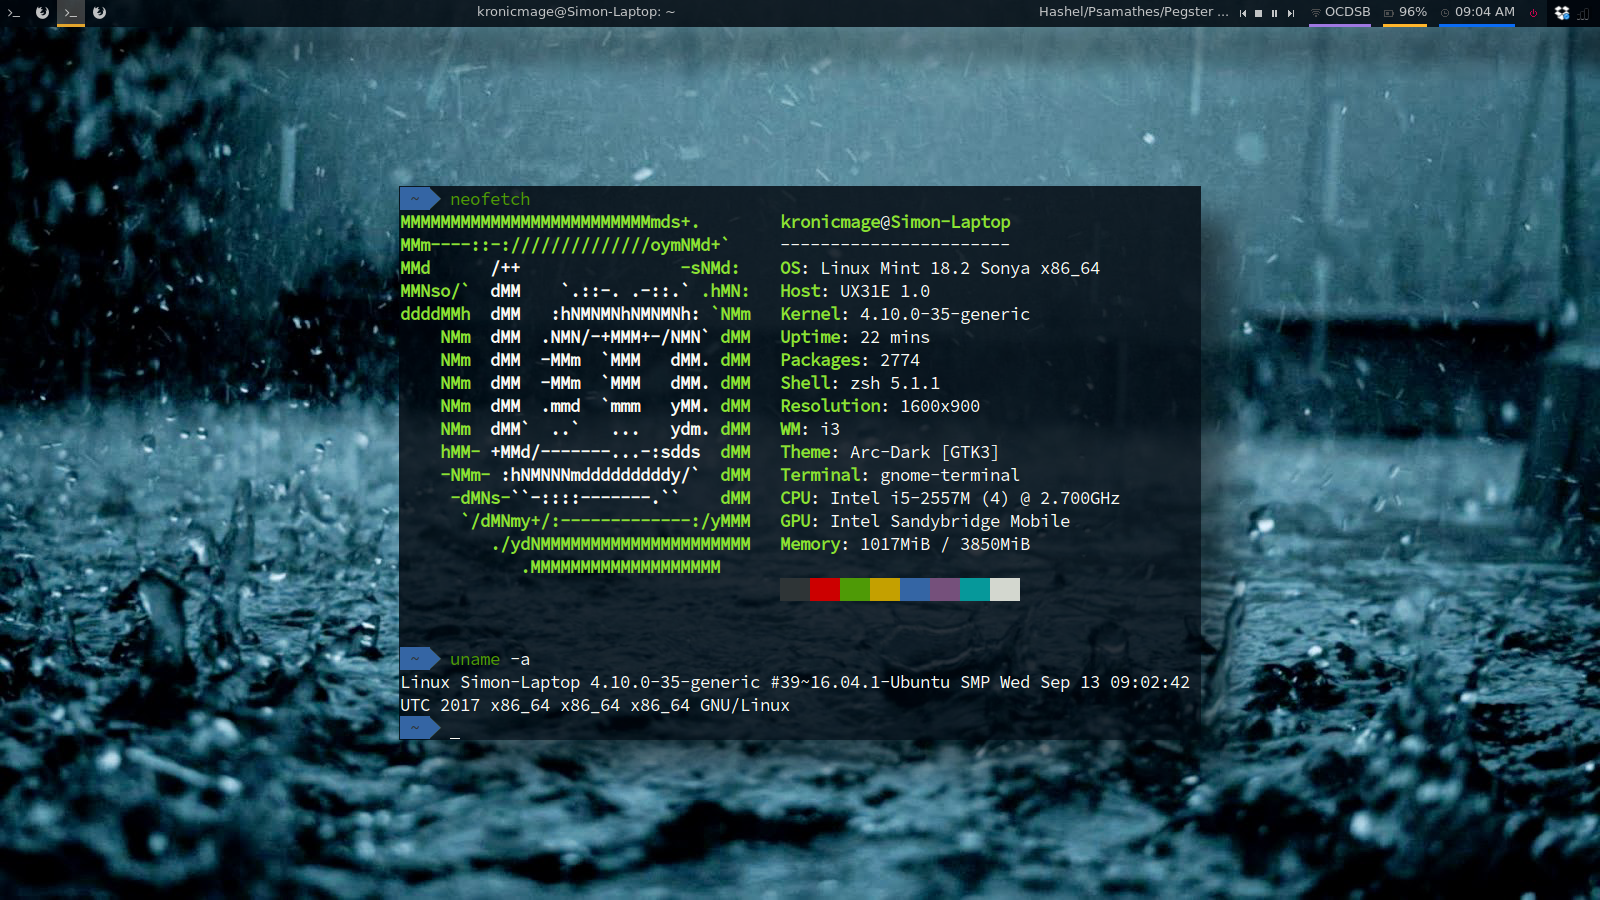 >_ >_ kronicmage@Simon-Laptop: ~ Hashel/Psamathes/Pegster ... OCDSB 96% 09:04 AM
~ neofetch
MMMMMMMMMMMMMMMMMMMMMMMMMmds+. kronicmage@Simon-Laptop
MMm----::-://////////////oymNMd+` -----------------------
MMd /++ -sNMd: OS: Linux Mint 18.2 Sonya x86_64
MMNso/` dMM `.::-. .-::.` .hMN: Host: UX31E 1.0
ddddMMh dMM :hNMNMNhNMNMNh: `NMm Kernel: 4.10.0-35-generic
NMm dMM .NMN/-+MMM+-/NMN` dMM Uptime: 22 mins
NMm dMM -MMm `MMM dMM. dMM Packages: 2774
NMm dMM -MMm `MMM dMM. dMM Shell: zsh 5.1.1
NMm dMM .mmd `mmm yMM. dMM Resolution: 1600x900
NMm dMM` ..` ... ydm. dMM WM: i3
hMM- +MMd/-------...-:sdds dMM Theme: Arc-Dark [GTK3]
-NMm- :hNMNNNmdddddddddy/` dMM Terminal: gnome-terminal
-dMNs-``-::::-------.`` dMM CPU: Intel i5-2557M (4) @ 2.700GHz
`/dMNmy+/:-------------:/yMMM GPU: Intel Sandybridge Mobile
./ydNMMMMMMMMMMMMMMMMMMMMM Memory: 1017MiB / 3850MiB
.MMMMMMMMMMMMMMMMMMM
~ uname -a
Linux Simon-Laptop 4.10.0-35-generic #39~16.04.1-Ubuntu SMP Wed Sep 13 09:02:42
UTC 2017 x86_64 x86_64 x86_64 GNU/Linux
~ _